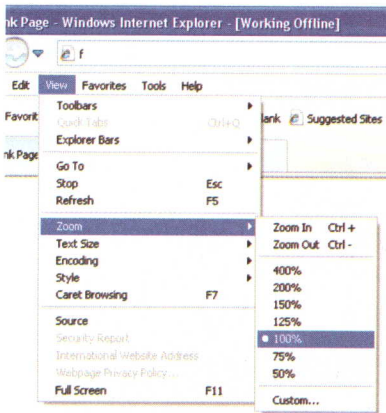 nk Page - Windows Internet Explorer - [Working Offline]
f
Edit View Favorites Tools Help
Favorit
lank Suggested Sites
nk Page
Toolbars
Quick Tabs Ctrl+Q
Explorer Bars
Go To
Stop Esc
Refresh F5
Zoom
Text Size
Encoding
Style
Caret Browsing F7
Source
Security Report
International Website Address
Webpage Privacy Policy...
Full Screen F11
Zoom In Ctrl +
Zoom Out Ctrl -
400%
200%
150%
125%
100%
75%
50%
Custom...